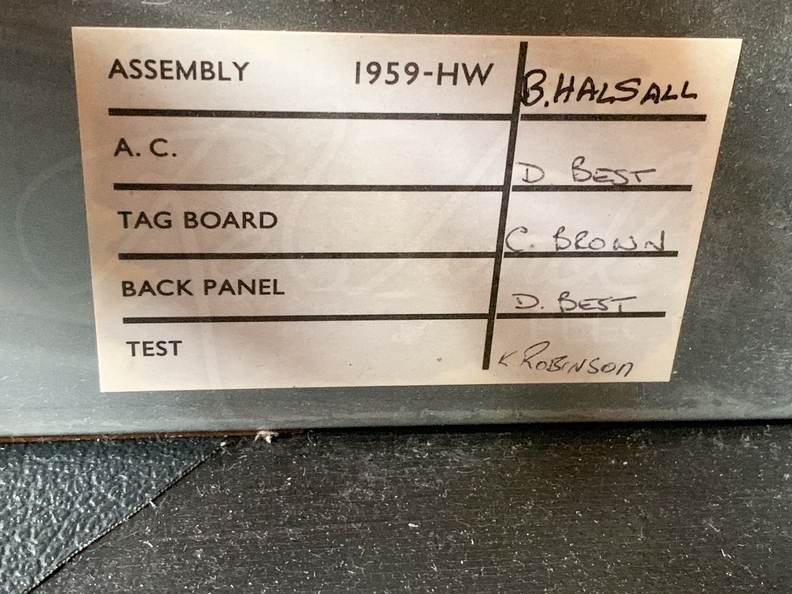 ASSEMBLY 1959-HW B. HALSALL
A. C. D BEST
TAG BOARD C. BROWN
BACK PANEL D. BEST
TEST K ROBINSON